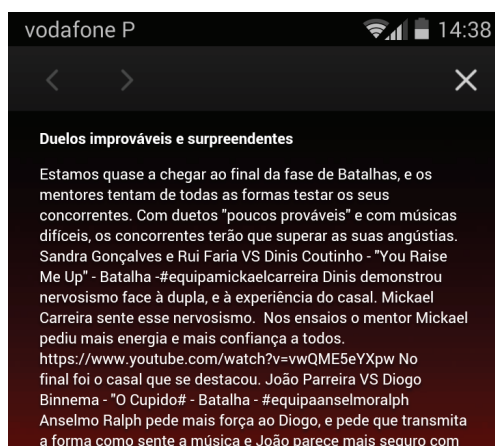 vodafone P 14:38
Duelos improváveis e surpreendentes
Estamos quase a chegar ao final da fase de Batalhas, e os
mentores tentam de todas as formas testar os seus
concorrentes. Com duetos "poucos prováveis" e com músicas
difíceis, os concorrentes terão que superar as suas angústias.
Sandra Gonçalves e Rui Faria VS Dinis Coutinho - "You Raise
Me Up" - Batalha -#equipamickaelcarreira Dinis demonstrou
nervosismo face à dupla, e à experiência do casal. Mickael
Carreira sente esse nervosismo.  Nos ensaios o mentor Mickael
pediu mais energia e mais confiança a todos.
https://www.youtube.com/watch?v=vwQME5eYXpw No
final foi o casal que se destacou. João Parreira VS Diogo
Binnema - "O Cupido# - Batalha - #equipaanselmoralph
Anselmo Ralph pede mais força ao Diogo, e pede que transmita
a forma como sente a música e João parece mais seguro com